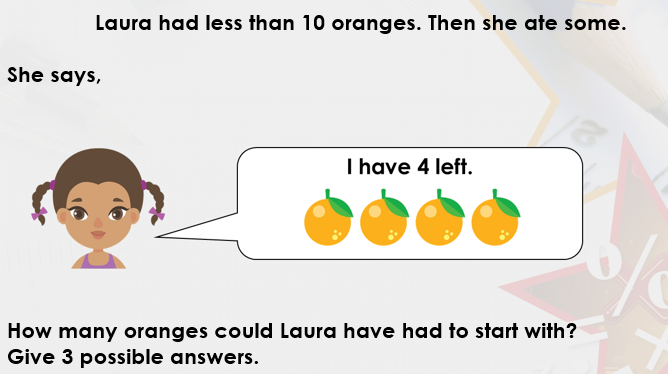 Laura had less than 10 oranges. Then she ate some.
She says,
I have 4 left.
How many oranges could Laura have had to start with?
Give 3 possible answers.